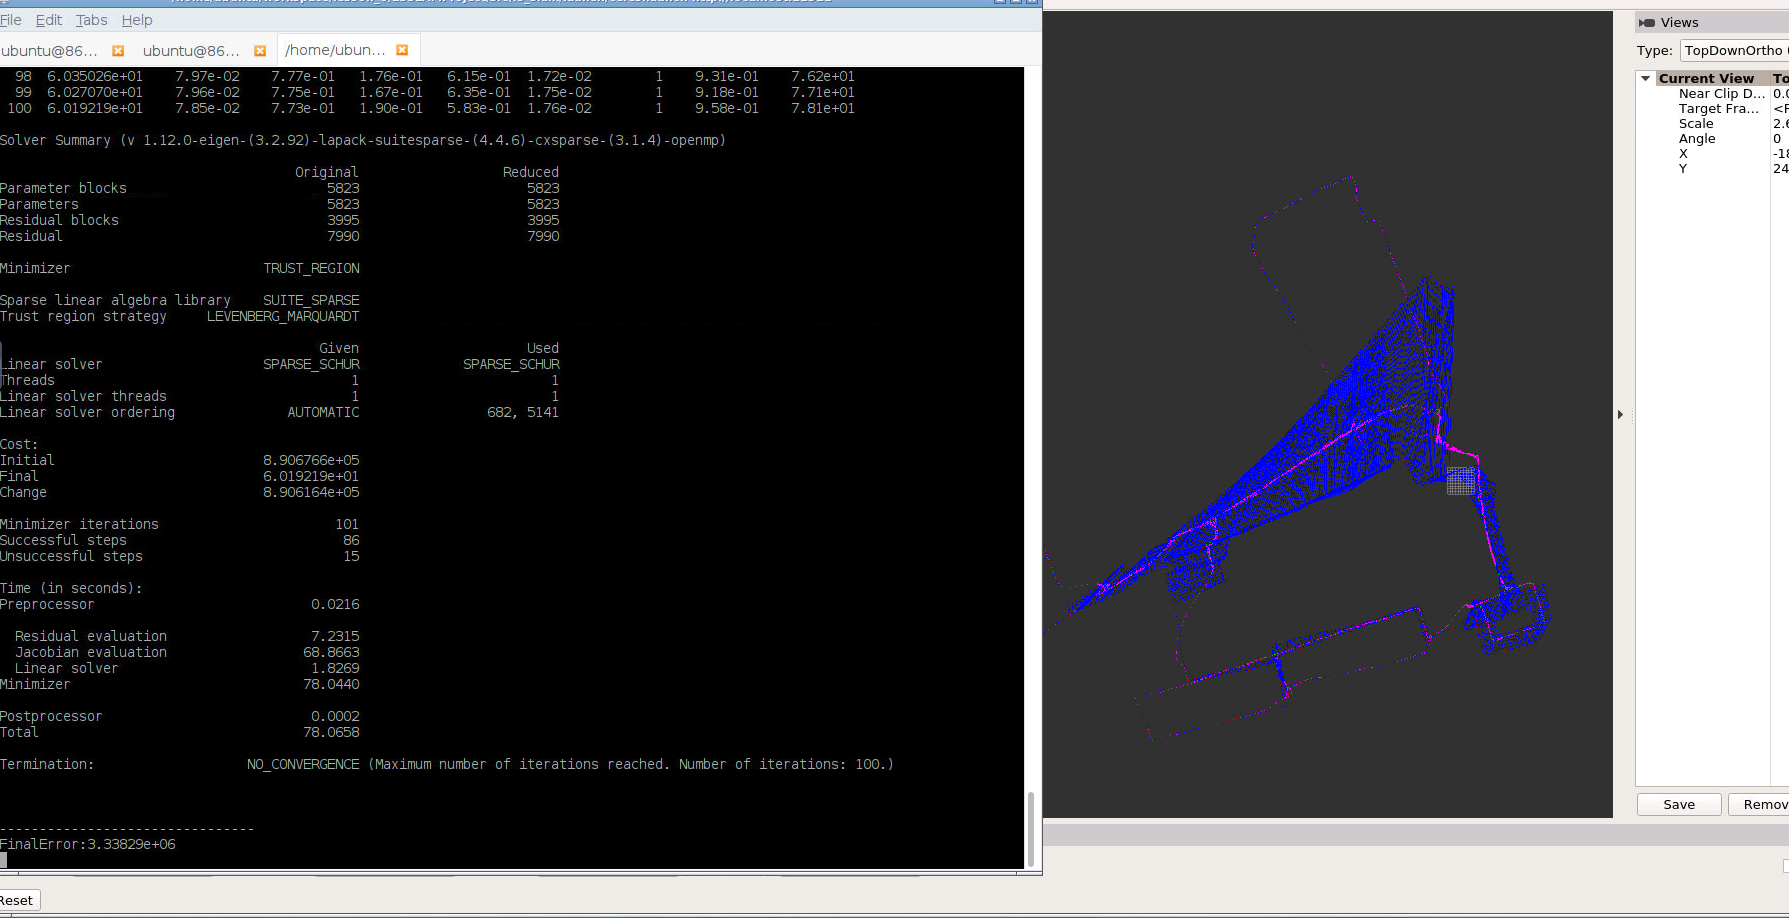 File Edit Tabs Help
ubuntu@86... ubuntu@86... /home/ubun...
98 6.035026e+01 7.97e-02 7.77e-01 1.76e-01 6.15e-01 1.72e-02 1 9.31e-01 7.62e+01
99 6.027070e+01 7.96e-02 7.75e-01 1.67e-01 6.35e-01 1.75e-02 1 9.18e-01 7.71e+01
100 6.019219e+01 7.85e-02 7.73e-01 1.90e-01 5.83e-01 1.76e-02 1 9.58e-01 7.81e+01
Solver Summary (v 1.12.0-eigen-(3.2.92)-lapack-suitesparse-(4.4.6)-cxsparse-(3.1.4)-openmp)
Original Reduced
Parameter blocks 5823 5823
Parameters 5823 5823
Residual blocks 3995 3995
Residual 7990 7990
Minimizer TRUST_REGION
Sparse linear algebra library SUITE_SPARSE
Trust region strategy LEVENBERG_MARQUARDT
Given Used
Linear solver SPARSE_SCHUR SPARSE_SCHUR
Threads 1 1
Linear solver threads 1 1
Linear solver ordering AUTOMATIC 682, 5141
Cost:
Initial 8.906766e+05
Final 6.019219e+01
Change 8.906164e+05
Minimizer iterations 101
Successful steps 86
Unsuccessful steps 15
Time (in seconds):
Preprocessor 0.0216
Residual evaluation 7.2315
Jacobian evaluation 68.8663
Linear solver 1.8269
Minimizer 78.0440
Postprocessor 0.0002
Total 78.0658
Termination: NO_CONVERGENCE (Maximum number of iterations reached. Number of iterations: 100.)
--------------------------------
FinalError:3.33829e+06
Reset
Views
Type: TopDownOrtho (
Current View To
Near Clip D... 0.0
Target Fra... <F
Scale 2.6
Angle 0
X -18
Y 24
Save Remov